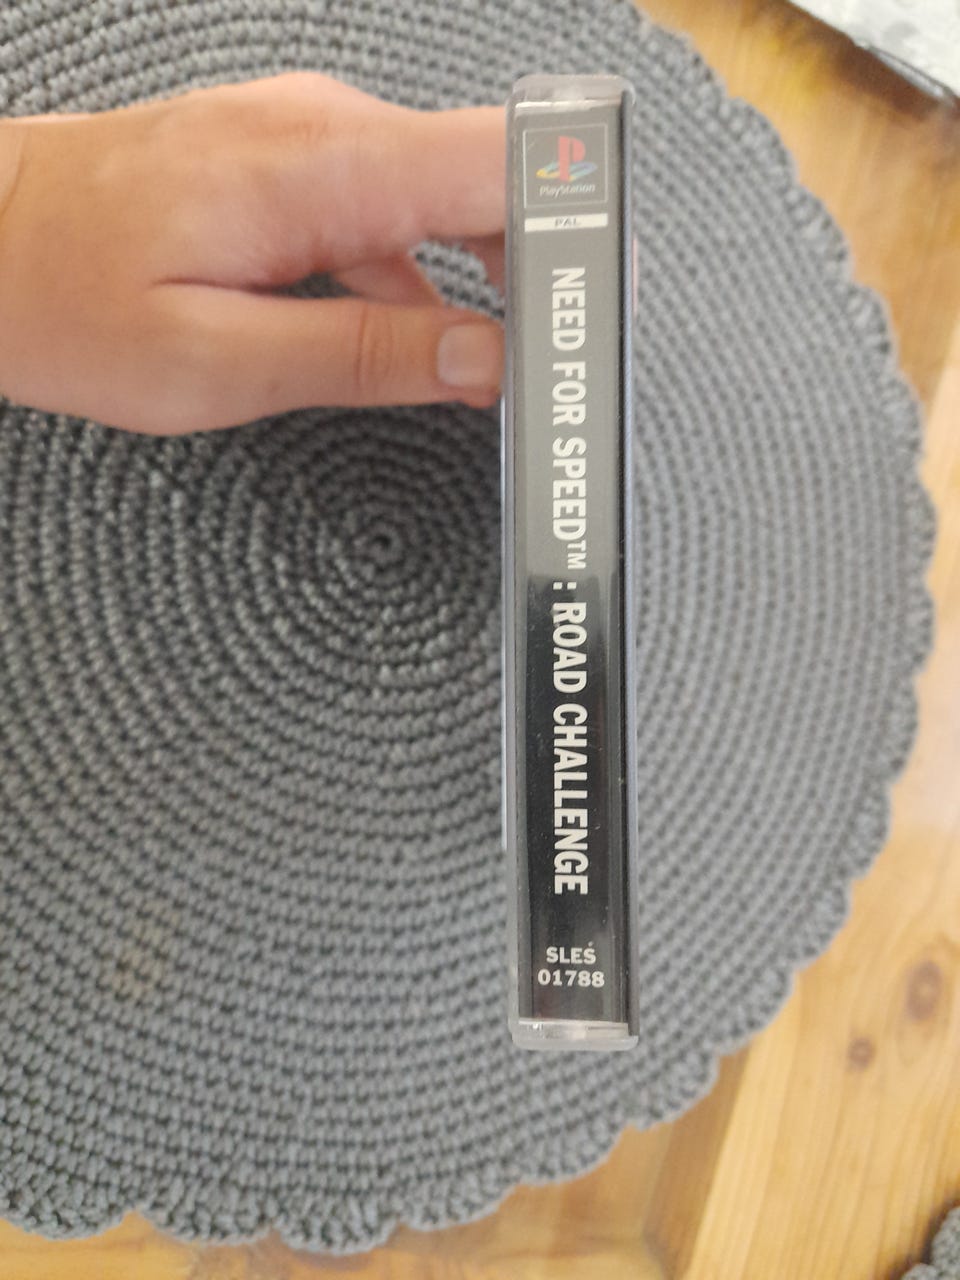 PlayStation
PAL
NEED FOR SPEED™ : ROAD CHALLENGE
SLES
01788